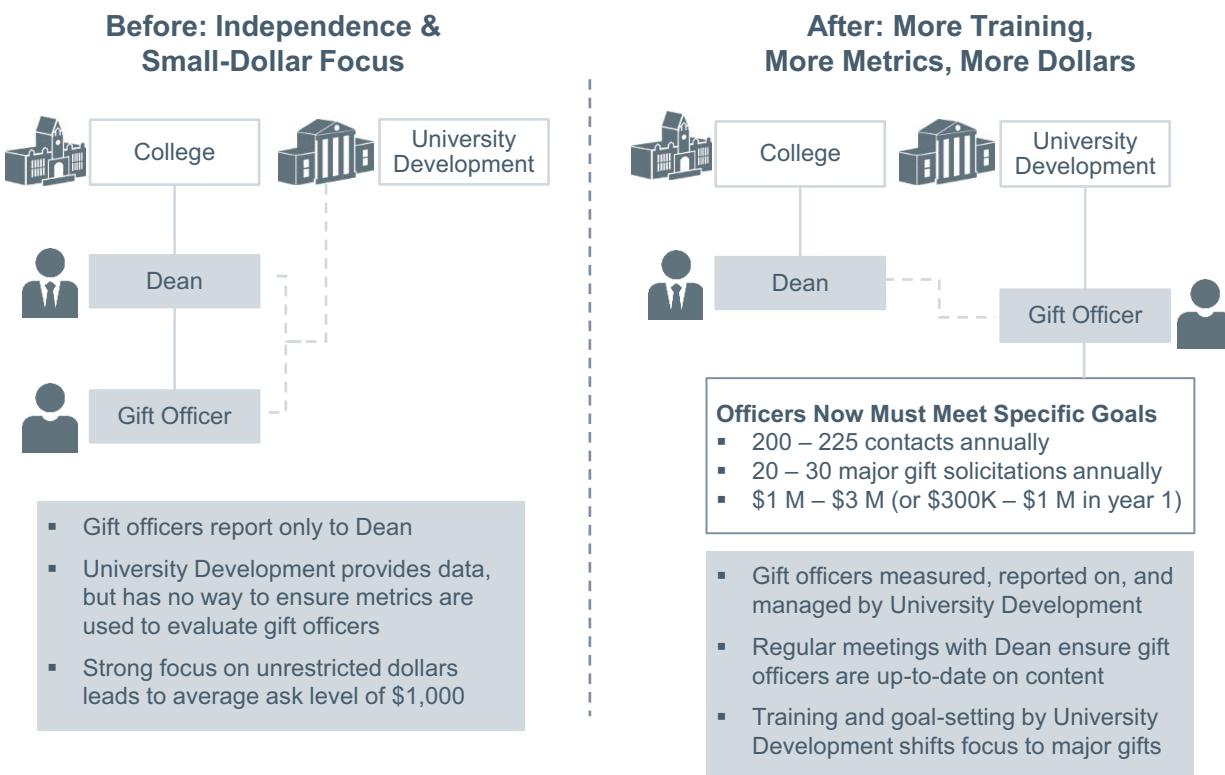 Before: Independence &
Small-Dollar Focus
College
University
Development
Dean
Gift Officer
▪ Gift officers report only to Dean
▪ University Development provides data,
but has no way to ensure metrics are
used to evaluate gift officers
▪ Strong focus on unrestricted dollars
leads to average ask level of $1,000
After: More Training,
More Metrics, More Dollars
College
University
Development
Dean
Gift Officer
Officers Now Must Meet Specific Goals
▪ 200 – 225 contacts annually
▪ 20 – 30 major gift solicitations annually
▪ $1 M – $3 M (or $300K – $1 M in year 1)
▪ Gift officers measured, reported on, and
managed by University Development
▪ Regular meetings with Dean ensure gift
officers are up-to-date on content
▪ Training and goal-setting by University
Development shifts focus to major gifts